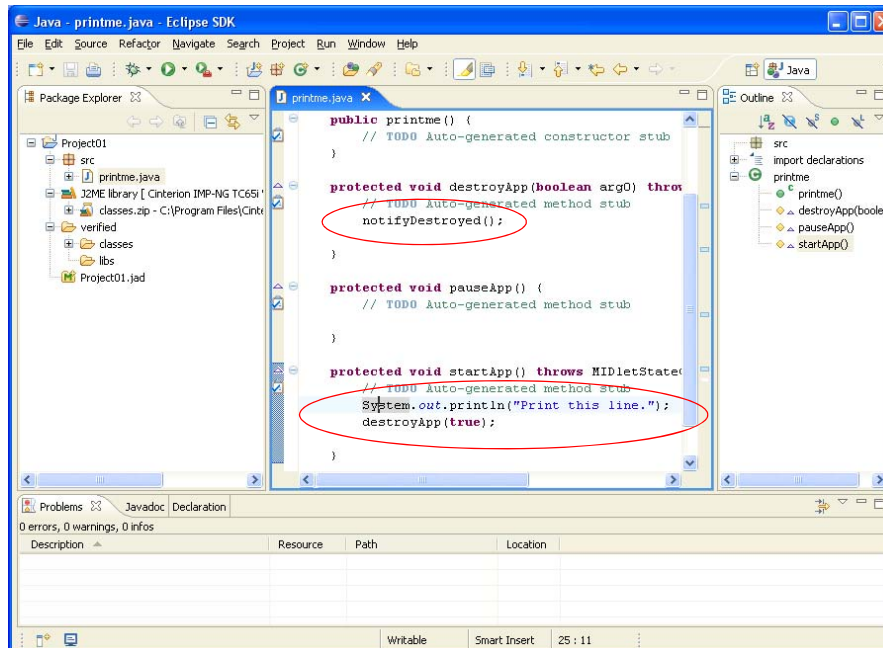 Java - printme.java - Eclipse SDK
File Edit Source Refactor Navigate Search Project Run Window Help
Java
Package Explorer
Project01
src
printme.java
J2ME library [ Cinterion IMP-NG TC65i
classes.zip - C:\Program Files\Cinte
verified
classes
libs
Project01.jad
printme.java
public printme() {
// TODO Auto-generated constructor stub
}
protected void destroyApp(boolean arg0) throw
// TODO Auto-generated method stub
notifyDestroyed();
}
protected void pauseApp() {
// TODO Auto-generated method stub
}
protected void startApp() throws MIDletStateC
// TODO Auto-generated method stub
System.out.println("Print this line.");
destroyApp(true);
}
Outline
src
import declarations
printme
printme()
destroyApp(boole
pauseApp()
startApp()
Problems Javadoc Declaration
0 errors, 0 warnings, 0 infos
Description Resource Path Location
Writable Smart Insert 25 : 11